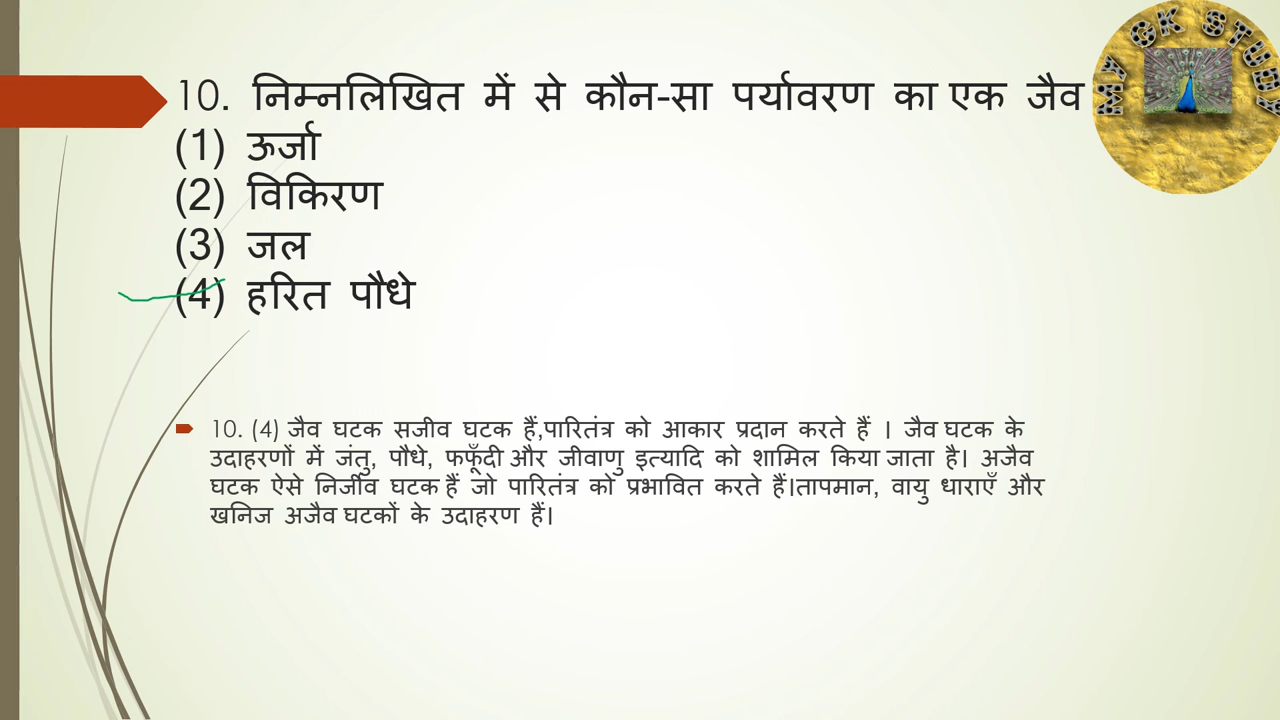 10. निम्नलिखित में से कौन-सा पर्यावरण का एक जैव
(1) ऊर्जा
(2) विकिरण
(3) जल
(4) हरित पौधे
10. (4) जैव घटक सजीव घटक हैं,पारितंत्र को आकार प्रदान करते हैं । जैव घटक के
उदाहरणों में जंतु, पौधे, फफूँदी और जीवाणु इत्यादि को शामिल किया जाता है। अजैव
घटक ऐसे निर्जीव घटक हैं जो पारितंत्र को प्रभावित करते हैं।तापमान, वायु धाराएँ और
खनिज अजैव घटकों के उदाहरण हैं।
MY GK STUDY